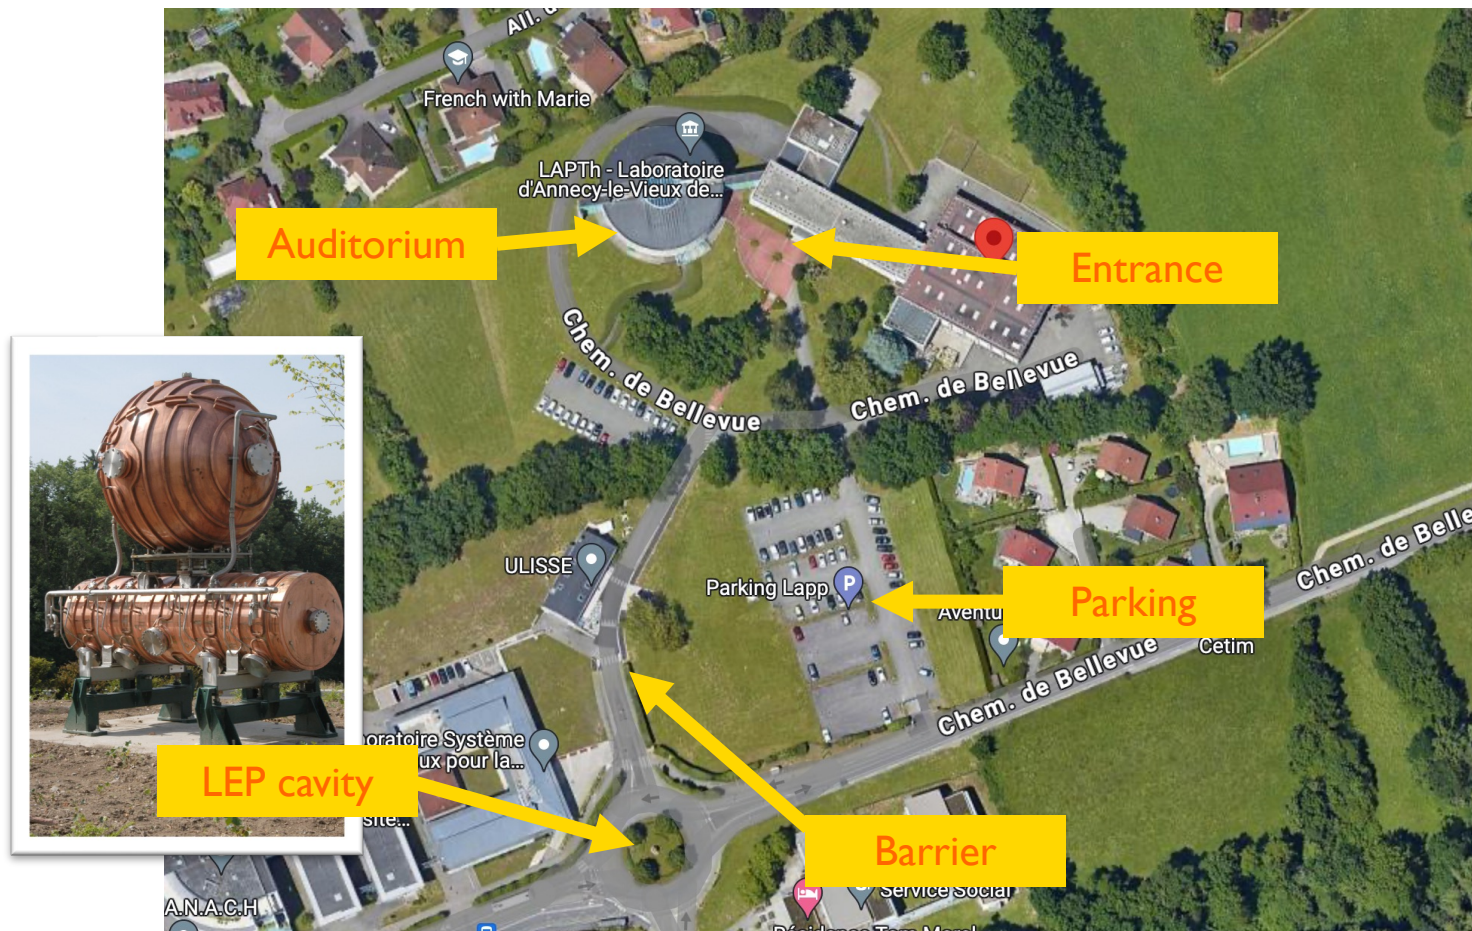 All. d
French with Marie
LAPTh - Laboratoire
d'Annecy-le-Vieux de...
Auditorium
Entrance
Chem. de Bellevue
Chem. de Bellevue
ULISSE
Parking Lapp
P
Parking
Chem. de Belle
Aventu
Cetim
Chem. de Bellevue
oratoire Système
ux pour la...
LEP cavity
site...
Barrier
Service Social
A.N.A.C.H